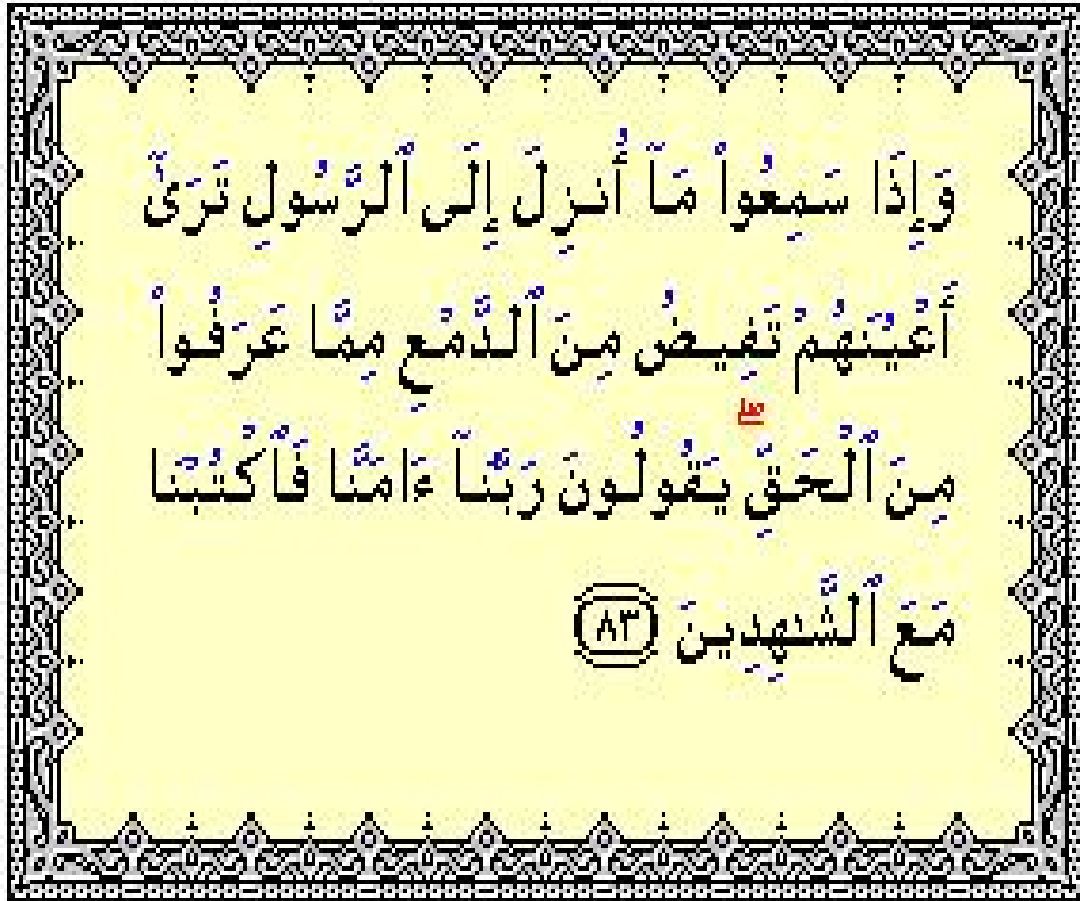 وَإِذَا سَمِعُواْ مَآ أُنزِلَ إِلَى ٱلرَّسُولِ تَرَىٰٓ
أَعْيُنَهُمْ تَفِيضُ مِنَ ٱلدَّمْعِ مِمَّا عَرَفُواْ
مِنَ ٱلْحَقِّۖ يَقُولُونَ رَبَّنَآ ءَامَنَّا فَٱكْتُبْنَا
مَعَ ٱلشَّٰهِدِينَ ٨٣